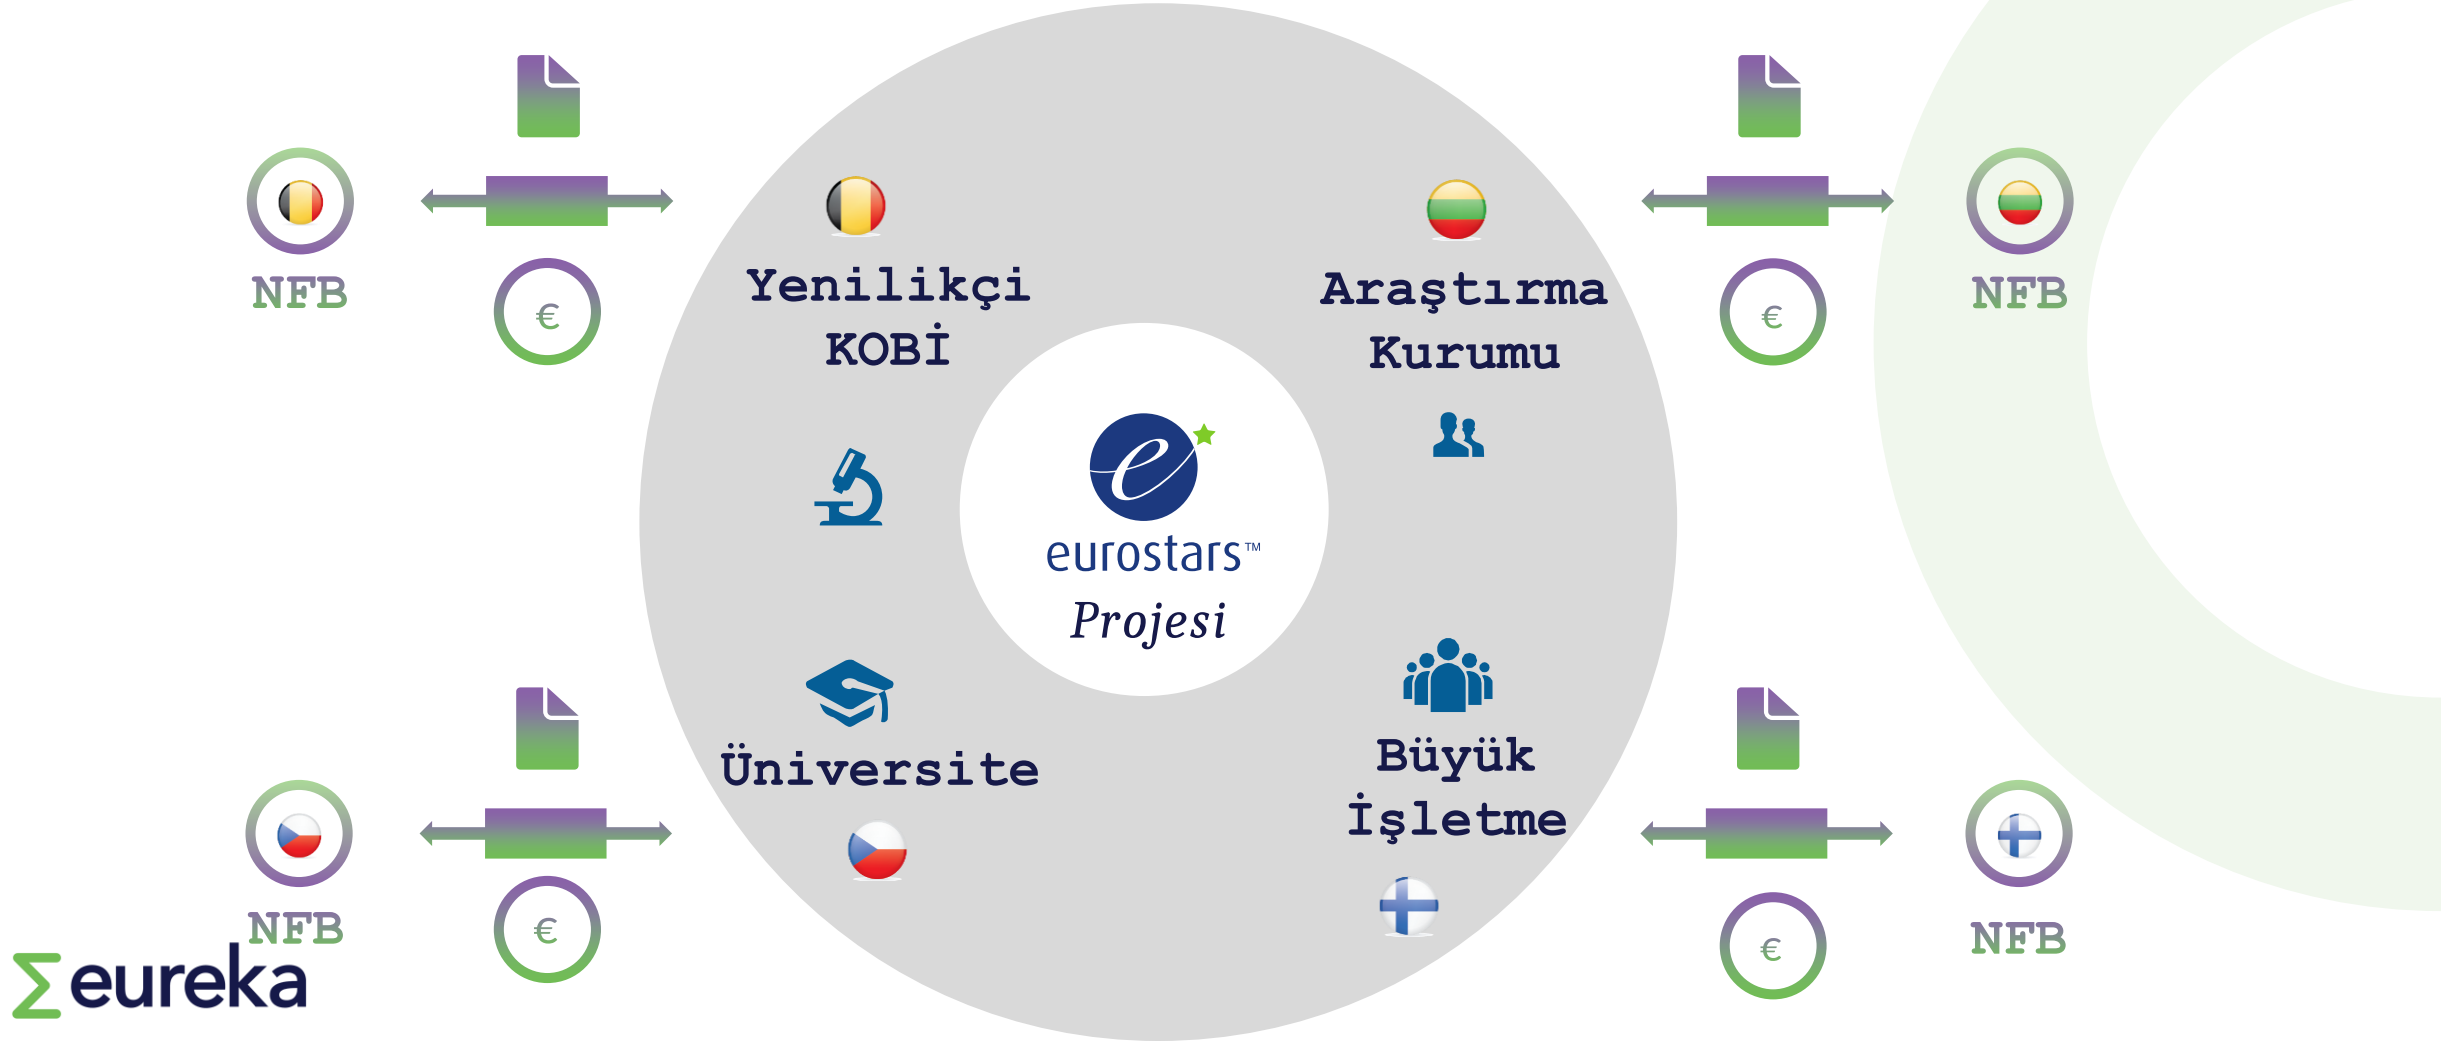 NFB
€
Yenilikçi
KOBİ
Araştırma
Kurumu
€
NFB
eurostars™
Projesi
Üniversite
Büyük
İşletme
NFB
€
€
NFB
eureka